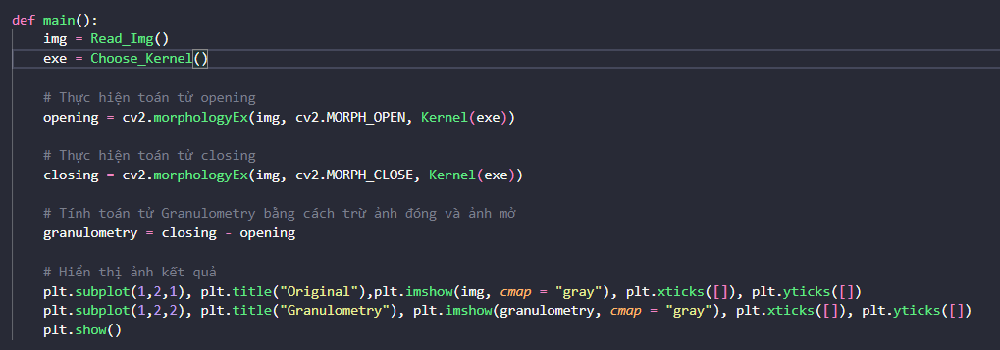 def main():
    img = Read_Img()
    exe = Choose_Kernel()
    # Thực hiện toán tử opening
    opening = cv2.morphologyEx(img, cv2.MORPH_OPEN, Kernel(exe))
    # Thực hiện toán tử closing
    closing = cv2.morphologyEx(img, cv2.MORPH_CLOSE, Kernel(exe))
    # Tính toán tử Granulometry bằng cách trừ ảnh đóng và ảnh mở
    granulometry = closing - opening
    # Hiển thị ảnh kết quả
    plt.subplot(1,2,1), plt.title("Original"),plt.imshow(img, cmap = "gray"), plt.xticks([]), plt.yticks([])
    plt.subplot(1,2,2), plt.title("Granulometry"), plt.imshow(granulometry, cmap = "gray"), plt.xticks([]), plt.yticks([])
    plt.show()